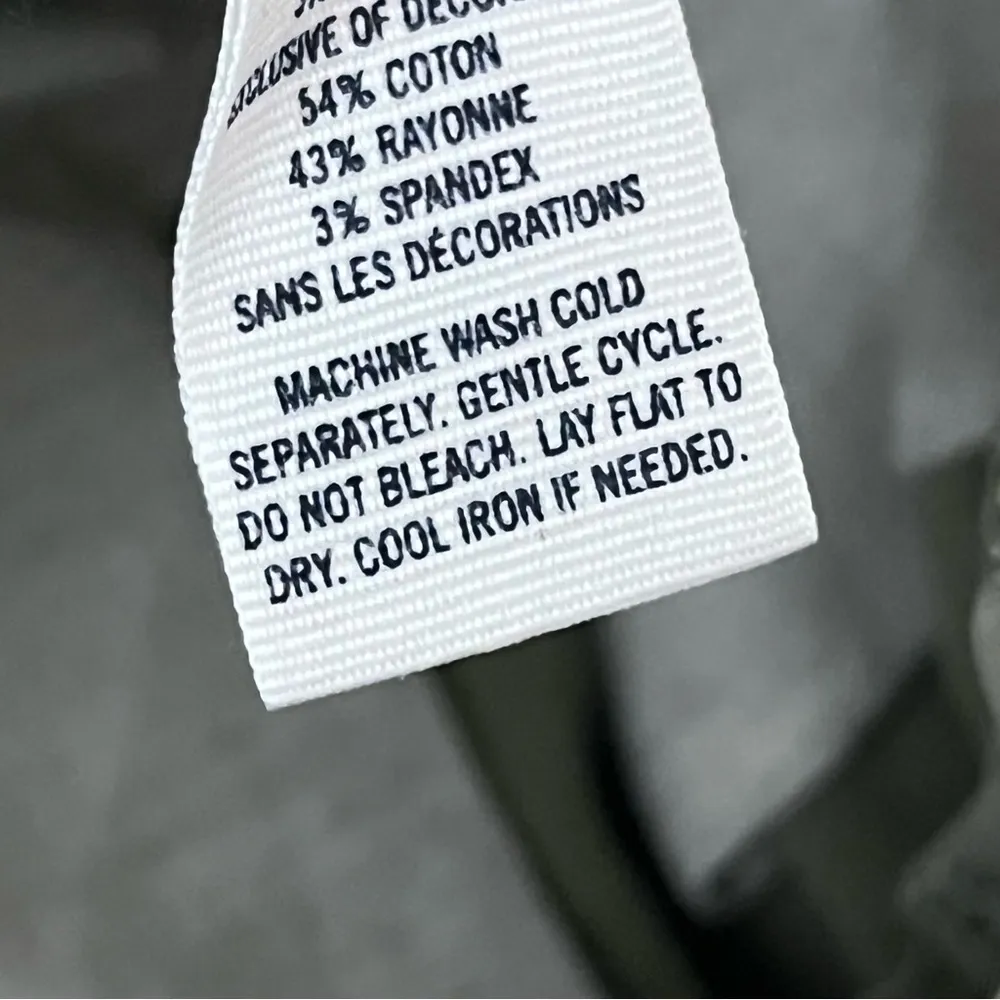 EXCLUSIVE OF
54% COTON
43% RAYONNE
3% SPANDEX
SANS LES DÉCORATIONS
MACHINE WASH COLD
SEPARATELY. GENTLE CYCLE.
DO NOT BLEACH. LAY FLAT TO
DRY. COOL IRON IF NEEDED.